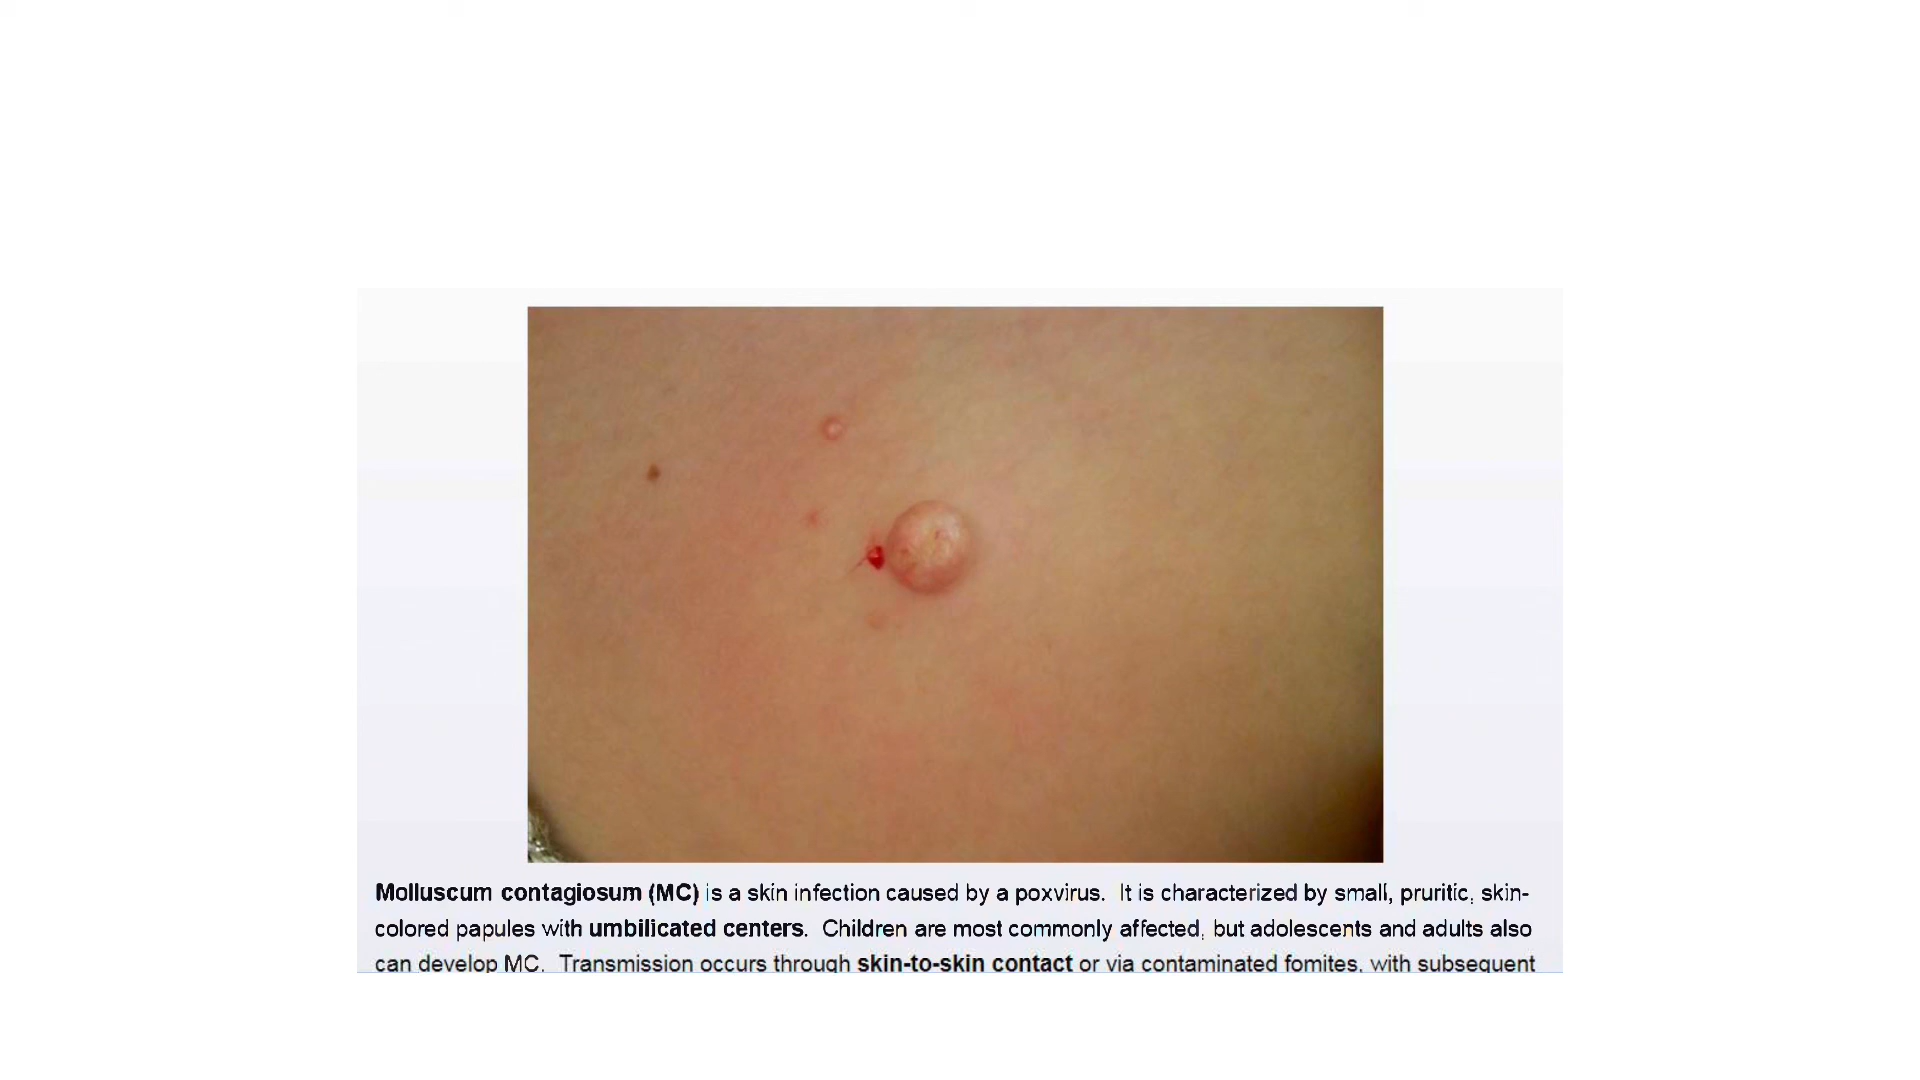 Molluscum contagiosum (MC) is a skin infection caused by a poxvirus. It is characterized by small, pruritic, skin-
colored papules with umbilicated centers. Children are most commonly affected, but adolescents and adults also
can develop MC. Transmission occurs through skin-to-skin contact or via contaminated fomites, with subsequent